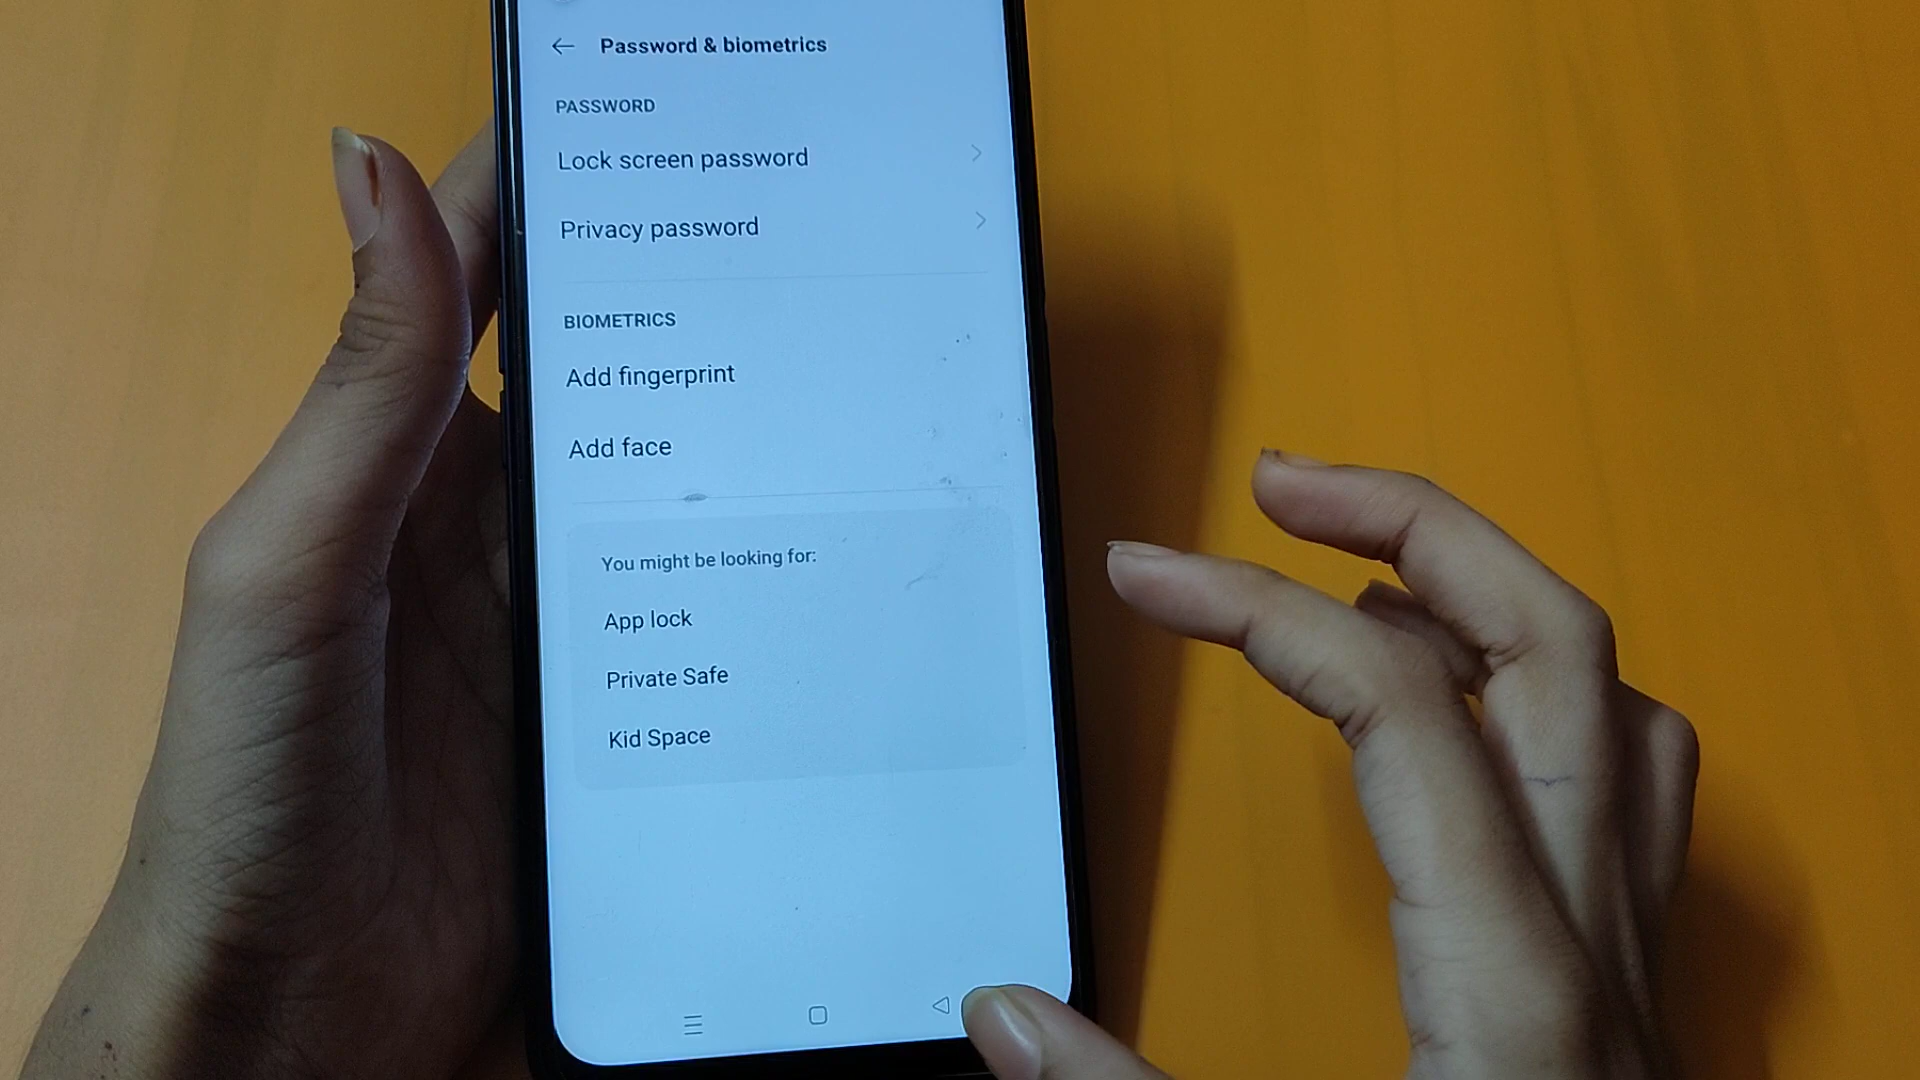 Password & biometrics
PASSWORD
Lock screen password
Privacy password
BIOMETRICS
Add fingerprint
Add face
You might be looking for:
App lock
Private Safe
Kid Space